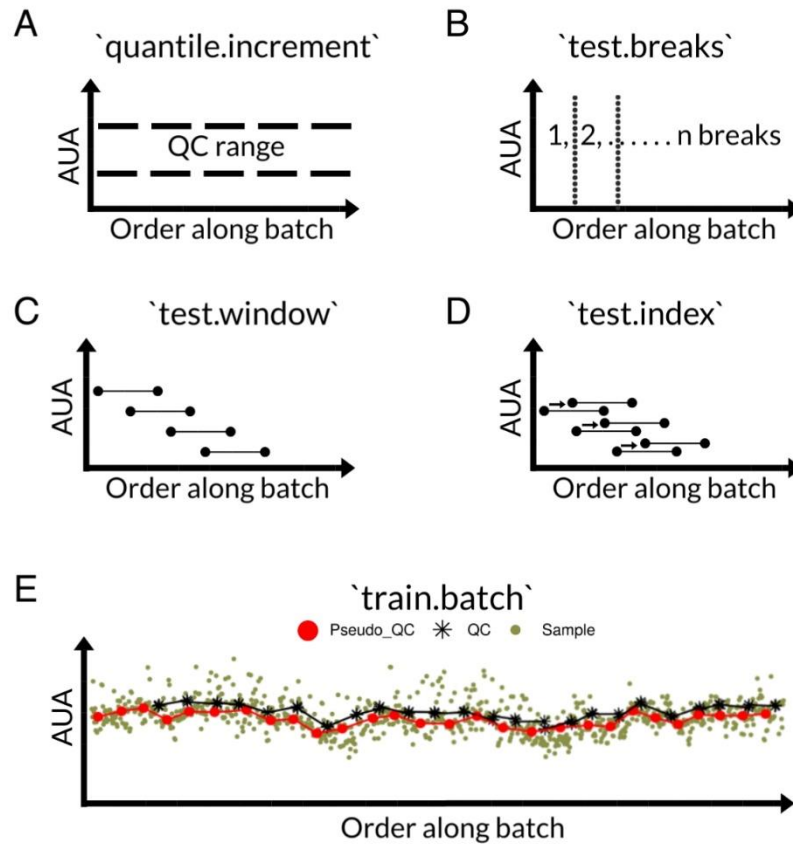 A
`quantile.increment`
AUA
QC range
Order along batch
B
`test.breaks`
AUA
1, 2, ....... n breaks
Order along batch
C
`test.window`
AUA
Order along batch
D
`test.index`
AUA
Order along batch
E
`train.batch`
Pseudo_QC QC Sample
AUA
Order along batch